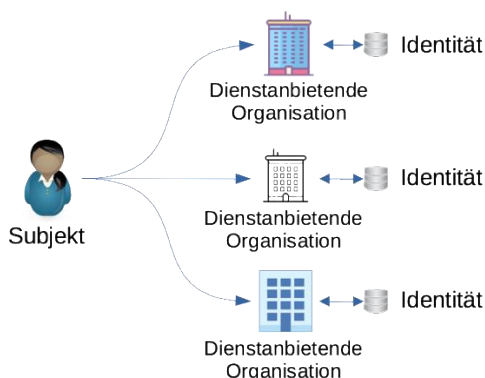 Identität
Dienstanbietende
Organisation
Subjekt
Identität
Dienstanbietende
Organisation
Identität
Dienstanbietende
Organisation